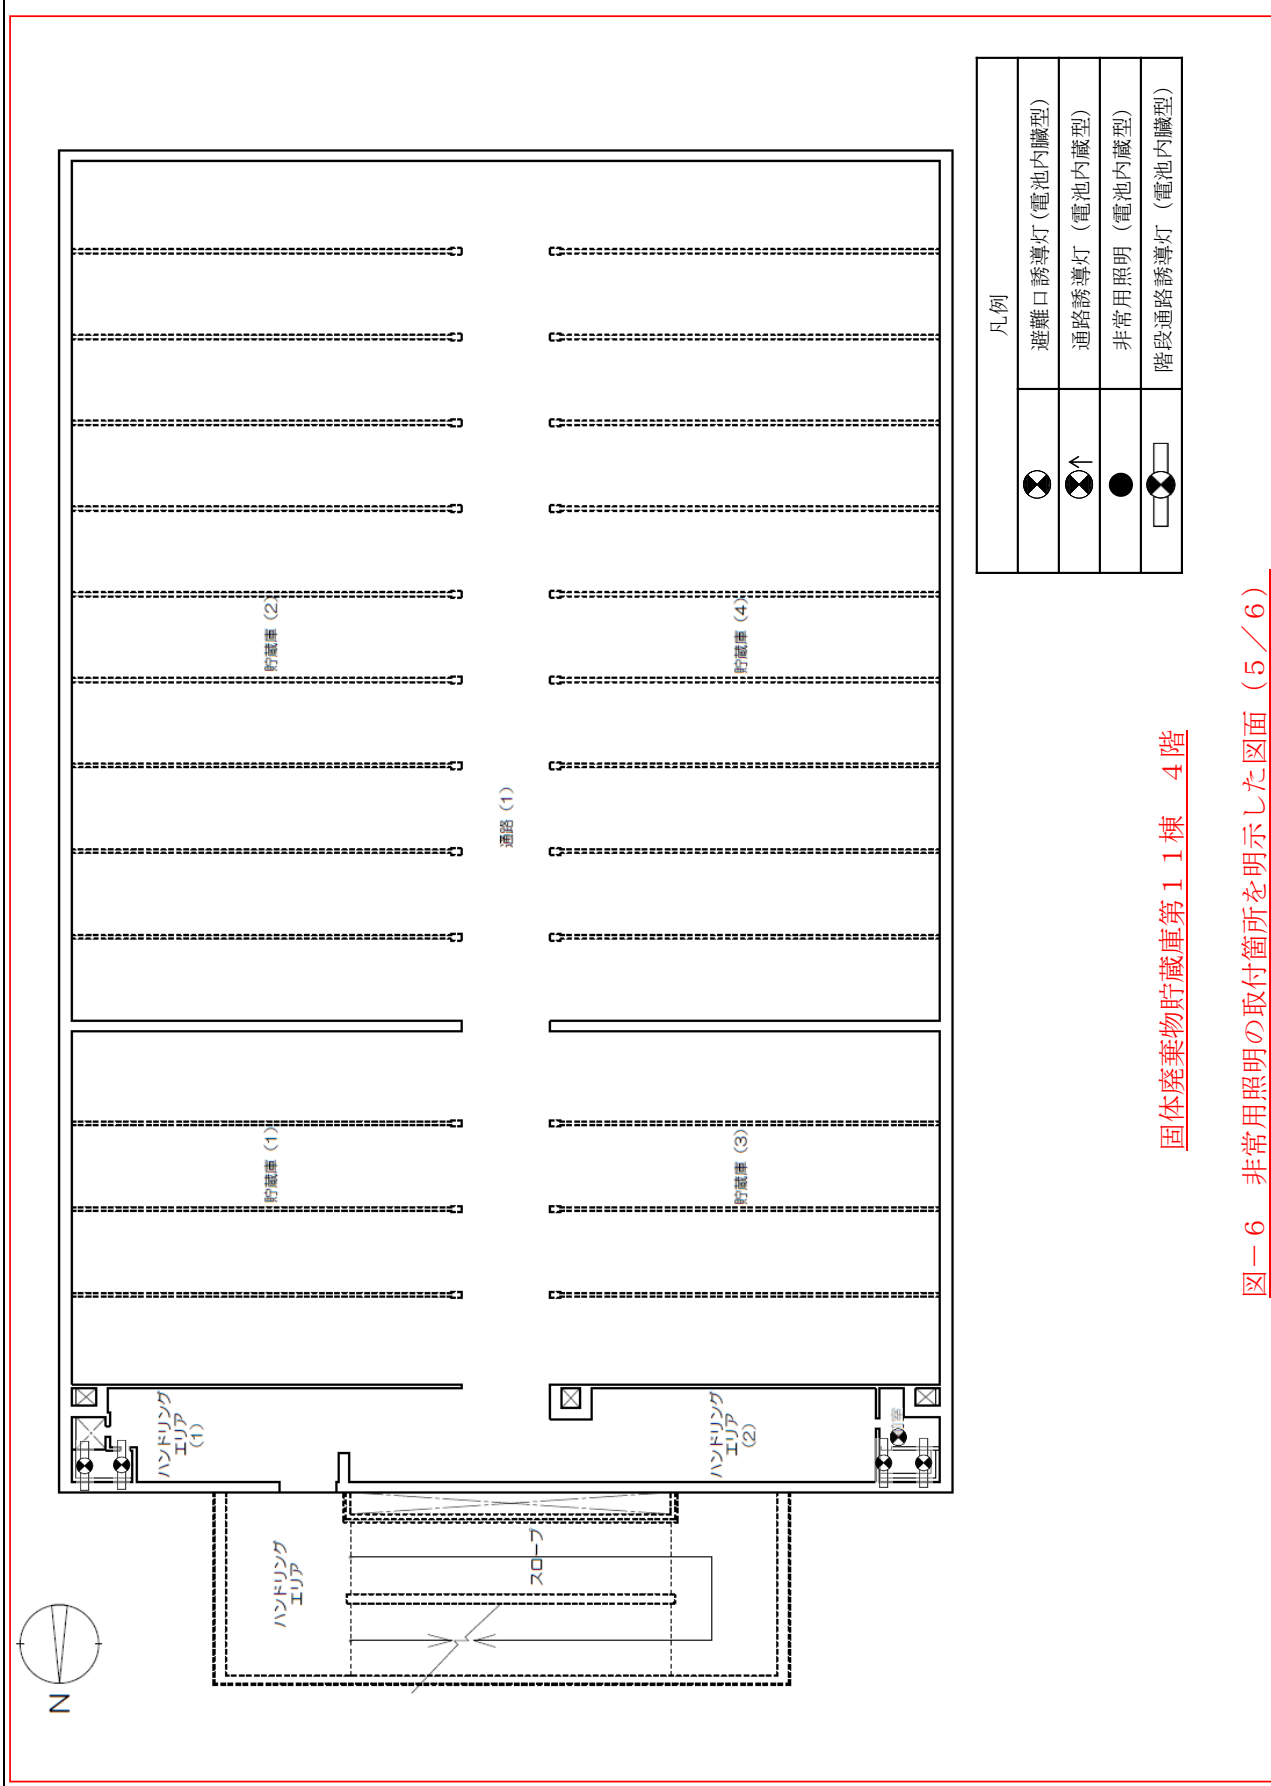 凡例
避難口誘導灯(電池内臓型)
通路誘導灯（電池内蔵型）
非常用照明（電池内蔵型）
階段通路誘導灯（電池内臓型）
貯蔵庫（2）
貯蔵庫（4）
通路（1）
貯蔵庫（1）
貯蔵庫（3）
ハンドリング
エリア
（1）
ハンドリング
エリア
（2）
ハンドリング
エリア
スロープ
N
固体廃棄物貯蔵庫第１１棟　４階
図－６　非常用照明の取付箇所を明示した図面（５／６）